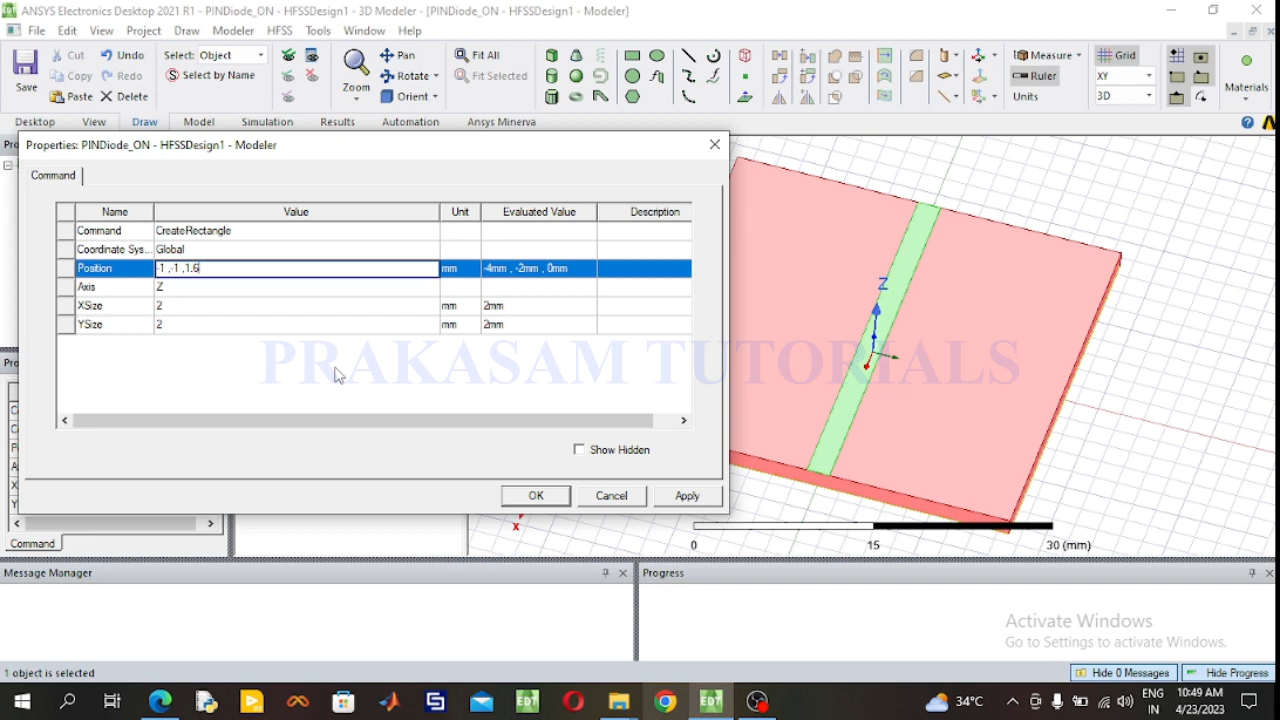 ANSYS Electronics Desktop 2021 R1 - PINDiode_ON - HFSSDesign1 - 3D Modeler - [PINDiode_ON - HFSSDesign1 - Modeler]
File Edit View Project Draw Modeler HFSS Tools Window Help
Save Cut Undo Select: Object Zoom Pan Fit All Measure Grid
Copy Redo Select by Name Rotate Fit Selected Ruler XY
Paste Delete Orient Units 3D Materials
Desktop View Draw Model Simulation Results Automation Ansys Minerva
Properties: PINDiode_ON - HFSSDesign1 - Modeler
Command
Name Value Unit Evaluated Value Description
Command CreateRectangle
Coordinate Sys... Global
Position -1 ,-1 ,1.6 mm -4mm , -2mm , 0mm
Axis Z
XSize 2 mm 2mm
YSize 2 mm 2mm
Z
PRAKASAM TUTORIALS
Show Hidden
OK Cancel Apply
x
0 15 30 (mm)
Command
Message Manager Progress
Activate Windows
Go to Settings to activate Windows.
1 object is selected Hide 0 Messages Hide Progress
34°C ENG 10:49 AM
IN 4/23/2023